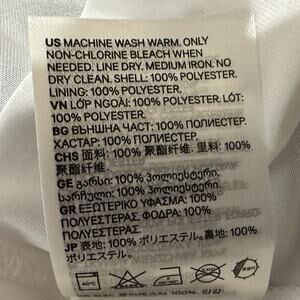 US MACHINE WASH WARM. ONLY
NON-CHLORINE BLEACH WHEN
NEEDED. LINE DRY. MEDIUM IRON. NO
DRY CLEAN. SHELL: 100% POLYESTER.
LINING: 100% POLYESTER.
VN LỚP NGOÀI: 100% POLYESTER. LÓT:
100% POLYESTER.
BG ВЪНШНА ЧАСТ: 100% ПОЛИЕСТЕР.
ХАСТАР: 100% ПОЛИЕСТЕР.
CHS 面料: 100% 聚酯纤维. 里料: 100%
聚酯纤维.
GE გარსი: 100% პოლიესტერი.
სარჩული: 100% პოლიესტერი.
GR ΕΞΩΤΕΡΙΚΟ ΥΦΑΣΜΑ: 100%
ΠΟΛΥΕΣΤΕΡΑΣ. ΦΟΔΡΑ: 100%
ΠΟΛΥΕΣΤΕΡΑΣ.
JP 表地: 100% ポリエステル。裏地: 100%
ポリエステル。
40°C